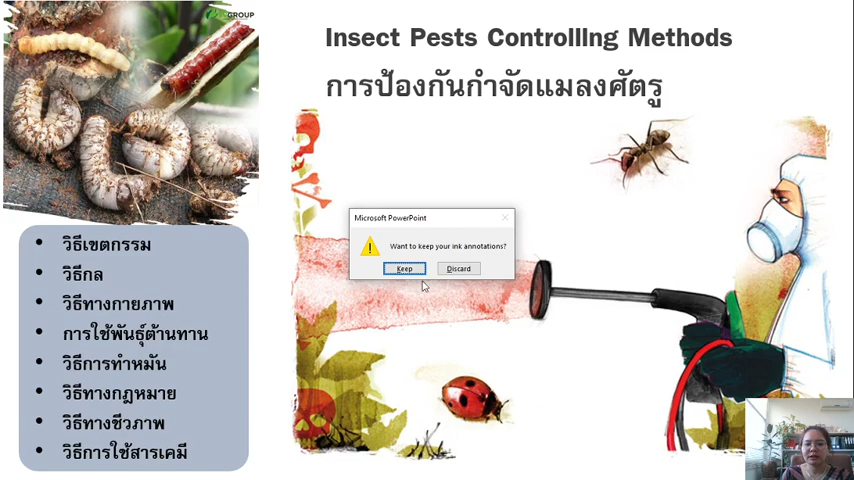 GROUP
Insect Pests Controlling Methods
การป้องกันกำจัดแมลงศัตรู
Microsoft PowerPoint
Want to keep your ink annotations?
Keep
Discard
• วิธีเขตกรรม
• วิธีกล
• วิธีทางกายภาพ
• การใช้พันธุ์ต้านทาน
• วิธีการทำหมัน
• วิธีทางกฎหมาย
• วิธีทางชีวภาพ
• วิธีการใช้สารเคมี